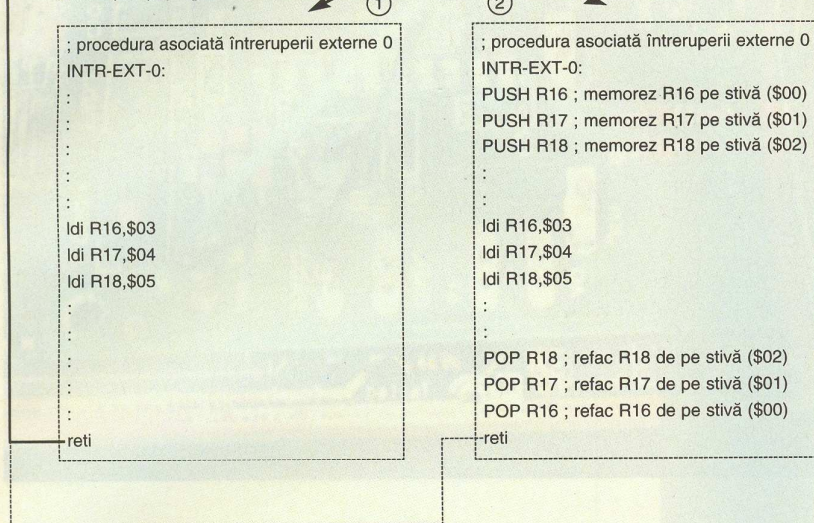 ①
; procedura asociată întreruperii externe 0
INTR-EXT-0:
:
:
:
:
:
ldi R16,$03
ldi R17,$04
ldi R18,$05
:
:
:
:
:
reti
②
; procedura asociată întreruperii externe 0
INTR-EXT-0:
PUSH R16 ; memorez R16 pe stivă ($00)
PUSH R17 ; memorez R17 pe stivă ($01)
PUSH R18 ; memorez R18 pe stivă ($02)
:
:
ldi R16,$03
ldi R17,$04
ldi R18,$05
:
:
POP R18 ; refac R18 de pe stivă ($02)
POP R17 ; refac R17 de pe stivă ($01)
POP R16 ; refac R16 de pe stivă ($00)
reti